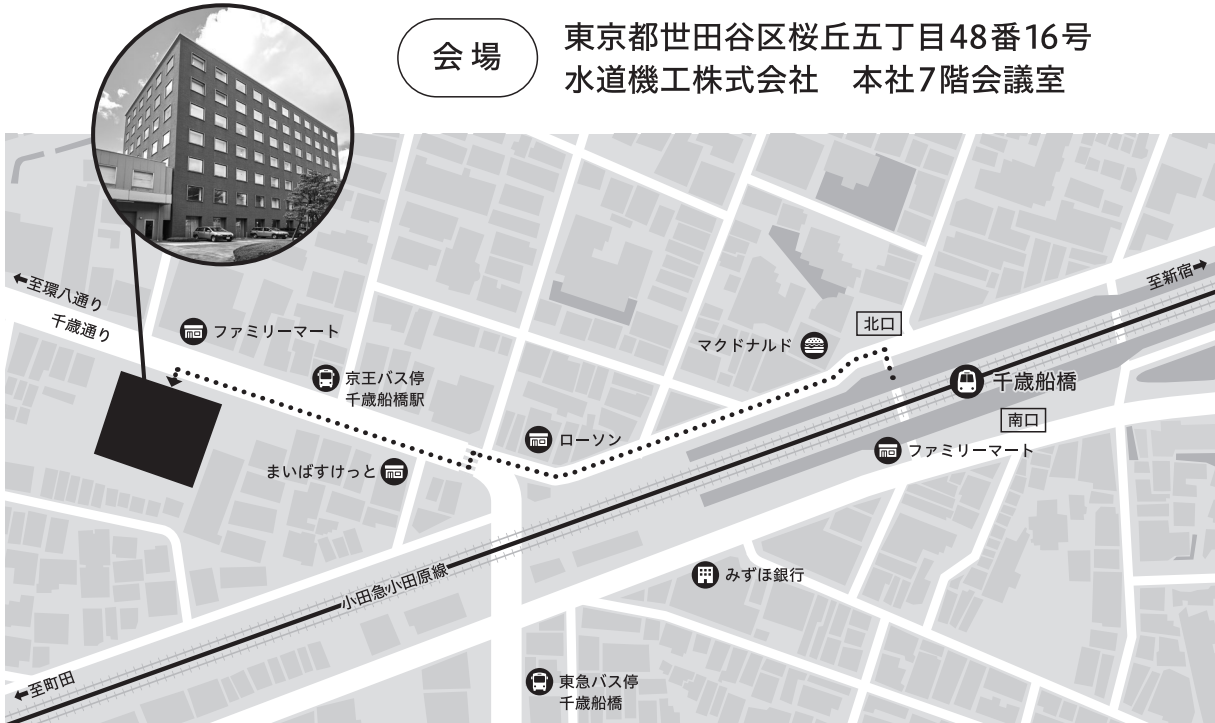 会場
東京都世田谷区桜丘五丁目48番16号
水道機工株式会社　本社7階会議室
至新宿
至環八通り
千歳通り
ファミリーマート
北口
マクドナルド
京王バス停
千歳船橋駅
千歳船橋
南口
ローソン
ファミリーマート
まいばすけっと
みずほ銀行
小田急小田原線
至町田
東急バス停
千歳船橋